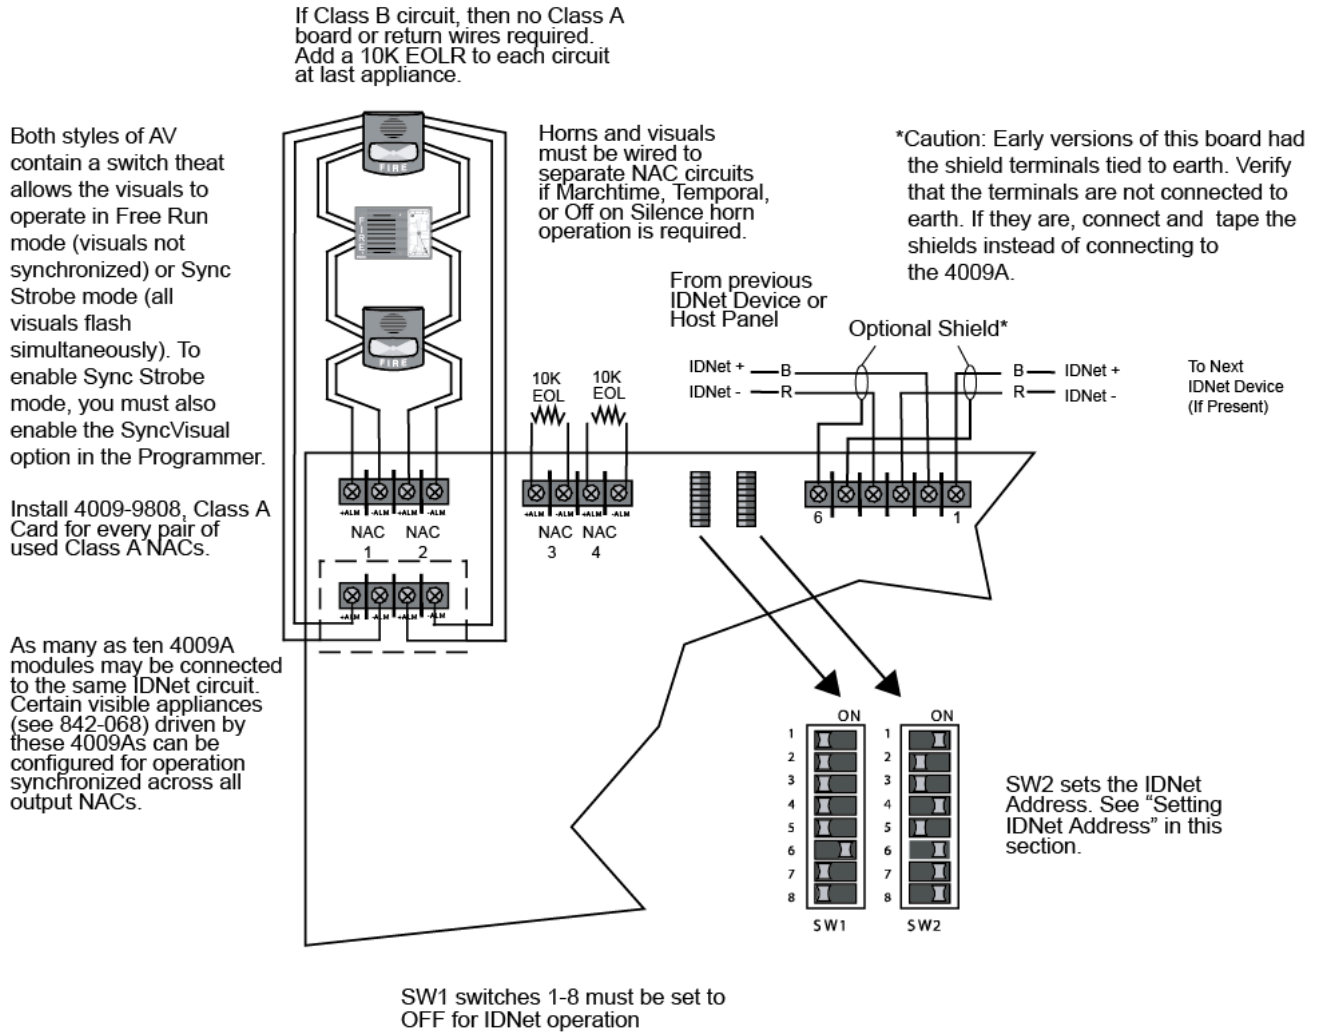 If Class B circuit, then no Class A
board or return wires required.
Add a 10K EOLR to each circuit
at last appliance.
Both styles of AV
contain a switch theat
allows the visuals to
operate in Free Run
mode (visuals not
synchronized) or Sync
Strobe mode (all
visuals flash
simultaneously). To
enable Sync Strobe
mode, you must also
enable the SyncVisual
option in the Programmer.
Install 4009-9808, Class A
Card for every pair of
used Class A NACs.
As many as ten 4009A
modules may be connected
to the same IDNet circuit.
Certain visible appliances
(see 842-068) driven by
these 4009As can be
configured for operation
synchronized across all
output NACs.
FIRE
FIRE
FIRE
Horns and visuals
must be wired to
separate NAC circuits
if Marchtime, Temporal,
or Off on Silence horn
operation is required.
*Caution: Early versions of this board had
the shield terminals tied to earth. Verify
that the terminals are not connected to
earth. If they are, connect and tape the
shields instead of connecting to
the 4009A.
From previous
IDNet Device or
Host Panel
Optional Shield*
IDNet + B
IDNet - R
B IDNet +
R IDNet -
To Next
IDNet Device
(If Present)
10K
EOL
10K
EOL
+ALM -ALM +ALM -ALM
NAC NAC
1 2
+ALM -ALM +ALM -ALM
NAC NAC
3 4
6 1
+ALM -ALM +ALM -ALM
ON
1
2
3
4
5
6
7
8
SW1
ON
1
2
3
4
5
6
7
8
SW2
SW2 sets the IDNet
Address. See “Setting
IDNet Address” in this
section.
SW1 switches 1-8 must be set to
OFF for IDNet operation